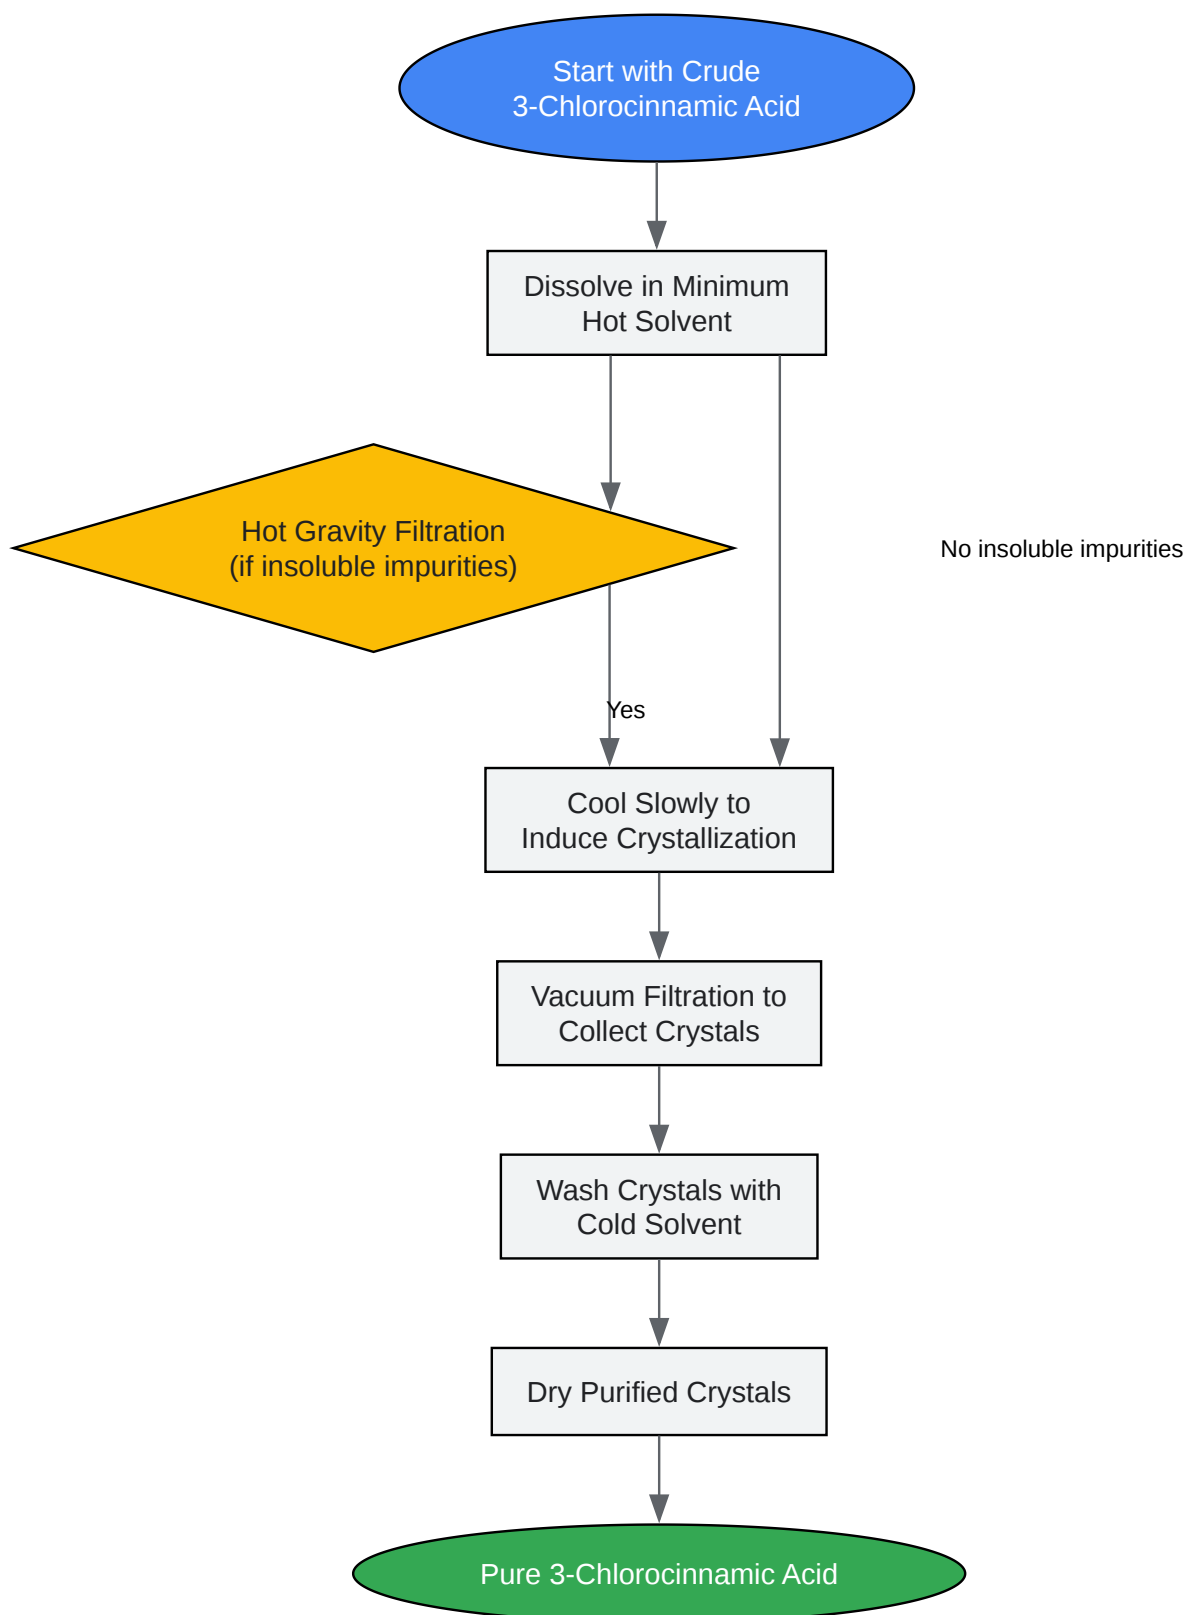 Start with Crude
3-Chlorocinnamic Acid
Dissolve in Minimum
Hot Solvent
Hot Gravity Filtration
(if insoluble impurities)
No insoluble impurities
Yes
Cool Slowly to
Induce Crystallization
Vacuum Filtration to
Collect Crystals
Wash Crystals with
Cold Solvent
Dry Purified Crystals
Pure 3-Chlorocinnamic Acid